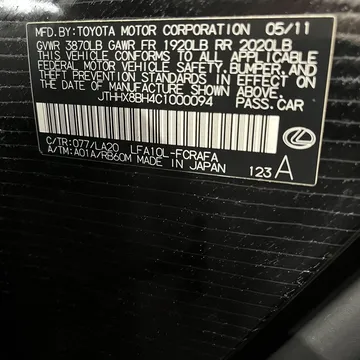 MFD.BY:TOYOTA MOTOR CORPORATION 05/11
GVWR 3870LB GAWR FR 1920LB RR 2020LB
THIS VEHICLE CONFORMS TO ALL APPLICABLE
FEDERAL MOTOR VEHICLE SAFETY,BUMPER,AND
THEFT PREVENTION STANDARDS IN EFFECT ON
THE DATE OF MANUFACTURE SHOWN ABOVE.
JTHHX8BH4C1000094 PASS.CAR
C/TR:077/LA20 LFA10L-FCRAFA
A/TM:A01A/RB60M MADE IN JAPAN 123 A